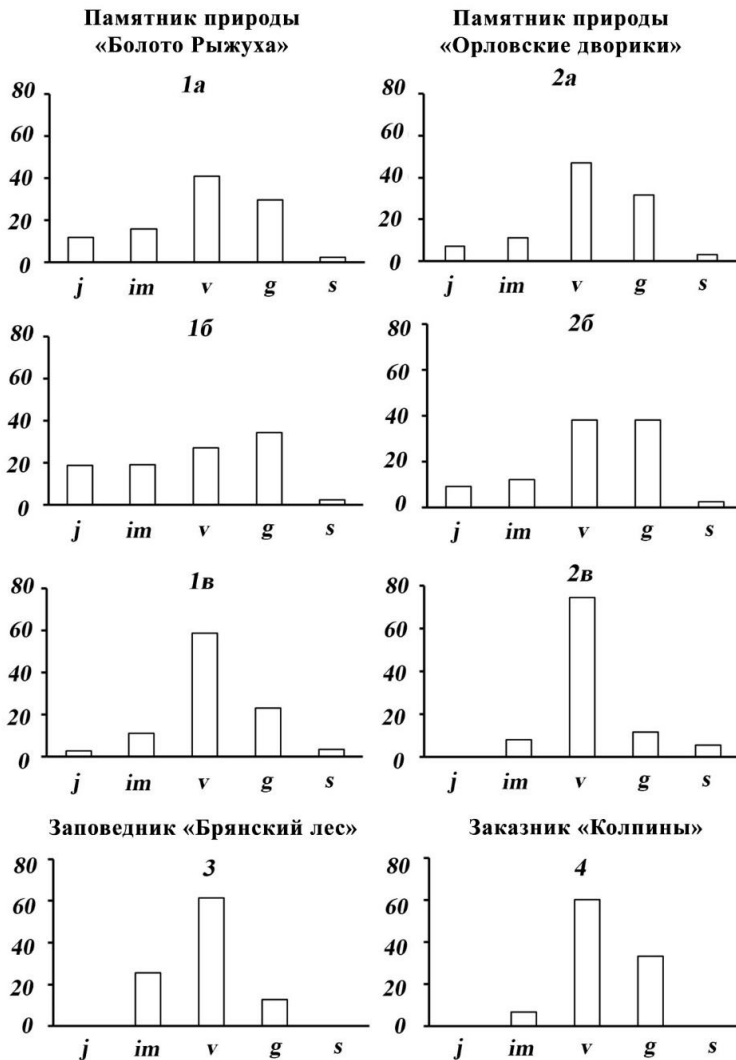 Памятник природы
«Болото Рыжуха»
Памятник природы
«Орловские дворики»
1а
80
60
40
20
0
j im v g s
2а
80
60
40
20
0
j im v g s
1б
80
60
40
20
0
j im v g s
2б
80
60
40
20
0
j im v g s
1в
80
60
40
20
0
j im v g s
2в
80
60
40
20
0
j im v g s
Заповедник «Брянский лес»
3
80
60
40
20
0
j im v g s
Заказник «Колпины»
4
80
60
40
20
0
j im v g s